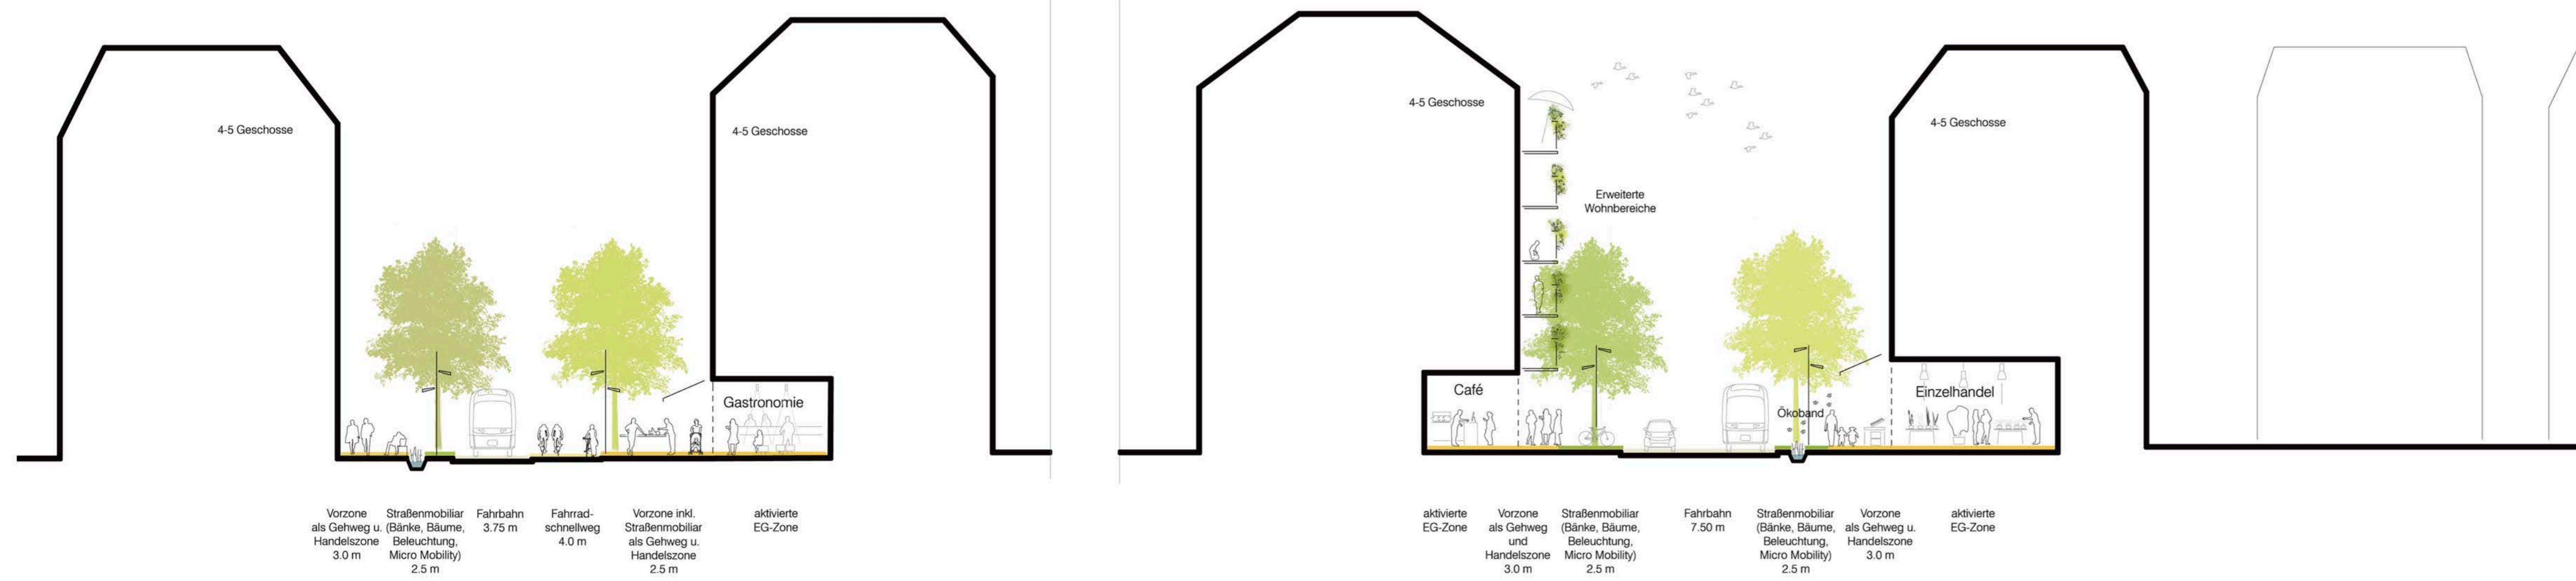 4-5 Geschosse
4-5 Geschosse
Gastronomie
Vorzone
als Gehweg u.
Handelszone
3.0 m
Straßenmobiliar
(Bänke, Bäume,
Beleuchtung,
Micro Mobility)
2.5 m
Fahrbahn
3.75 m
Fahrrad-
schnellweg
4.0 m
Vorzone inkl.
Straßenmobiliar
als Gehweg u.
Handelszone
2.5 m
aktivierte
EG-Zone
4-5 Geschosse
Erweiterte
Wohnbereiche
4-5 Geschosse
Café
Ökoband
Einzelhandel
aktivierte
EG-Zone
Vorzone
als Gehweg
und
Handelszone
3.0 m
Straßenmobiliar
(Bänke, Bäume,
Beleuchtung,
Micro Mobility)
2.5 m
Fahrbahn
7.50 m
Straßenmobiliar
(Bänke, Bäume,
Beleuchtung,
Micro Mobility)
2.5 m
Vorzone
als Gehweg u.
Handelszone
3.0 m
aktivierte
EG-Zone